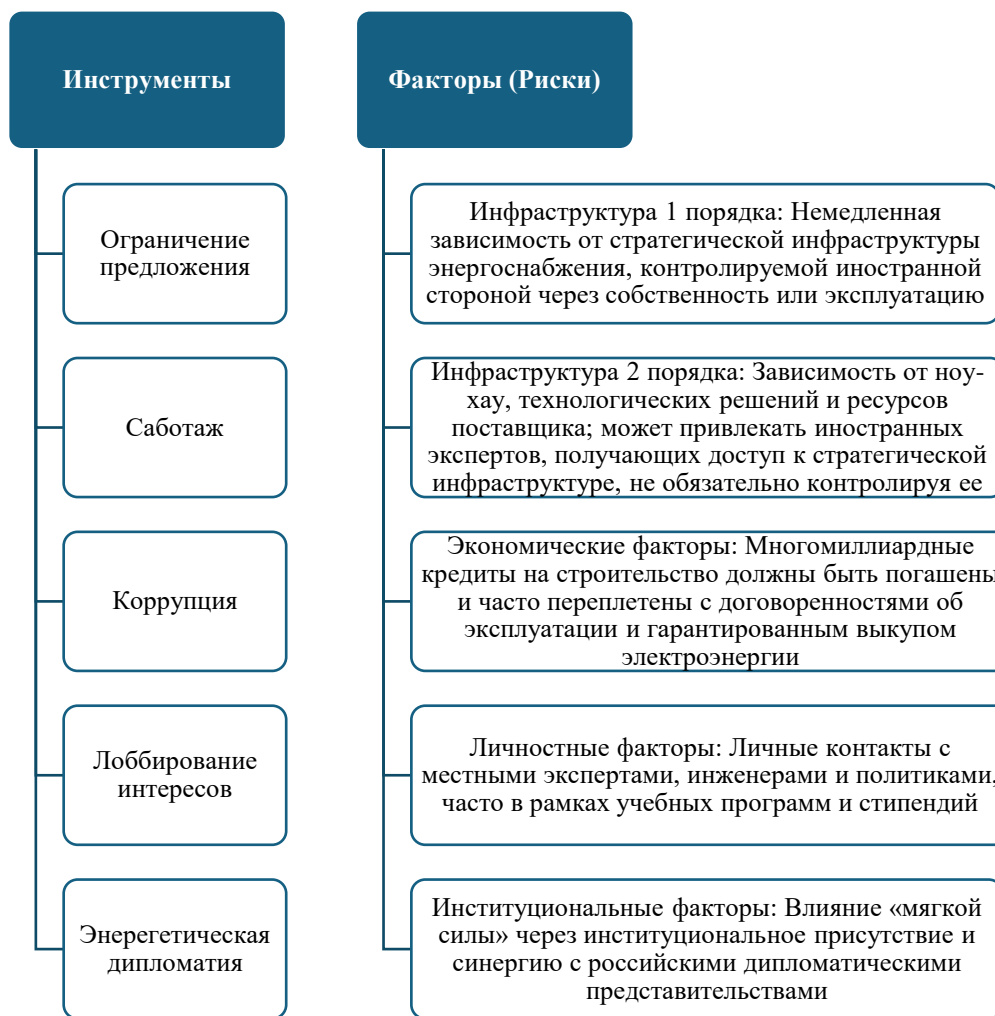 Инструменты
Ограничение
предложения
Саботаж
Коррупция
Лоббирование
интересов
Энерегетическая
дипломатия
Факторы (Риски)
Инфраструктура 1 порядка: Немедленная
зависимость от стратегической инфраструктуры
энергоснабжения, контролируемой иностранной
стороной через собственность или эксплуатацию
Инфраструктура 2 порядка: Зависимость от ноу-
хау, технологических решений и ресурсов
поставщика; может привлекать иностранных
экспертов, получающих доступ к стратегической
инфраструктуре, не обязательно контролируя ее
Экономические факторы: Многомиллиардные
кредиты на строительство должны быть погашены
и часто переплетены с договоренностями об
эксплуатации и гарантированным выкупом
электроэнергии
Личностные факторы: Личные контакты с
местными экспертами, инженерами и политиками,
часто в рамках учебных программ и стипендий
Институциональные факторы: Влияние «мягкой
силы» через институциональное присутствие и
синергию с российскими дипломатическими
представительствами